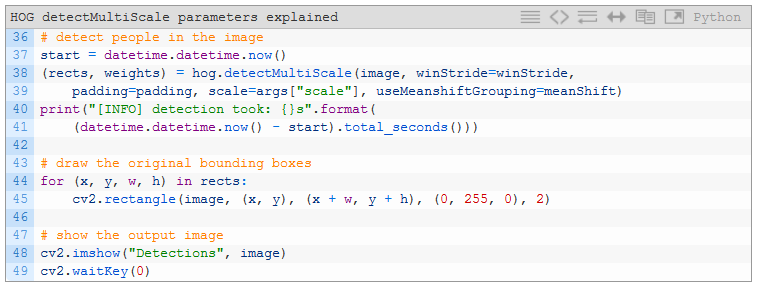 HOG detectMultiScale parameters explained Python
36 # detect people in the image
37 start = datetime.datetime.now()
38 (rects, weights) = hog.detectMultiScale(image, winStride=winStride,
39     padding=padding, scale=args["scale"], useMeanshiftGrouping=meanShift)
40 print("[INFO] detection took: {}s".format(
41     (datetime.datetime.now() - start).total_seconds()))
42
43 # draw the original bounding boxes
44 for (x, y, w, h) in rects:
45     cv2.rectangle(image, (x, y), (x + w, y + h), (0, 255, 0), 2)
46
47 # show the output image
48 cv2.imshow("Detections", image)
49 cv2.waitKey(0)